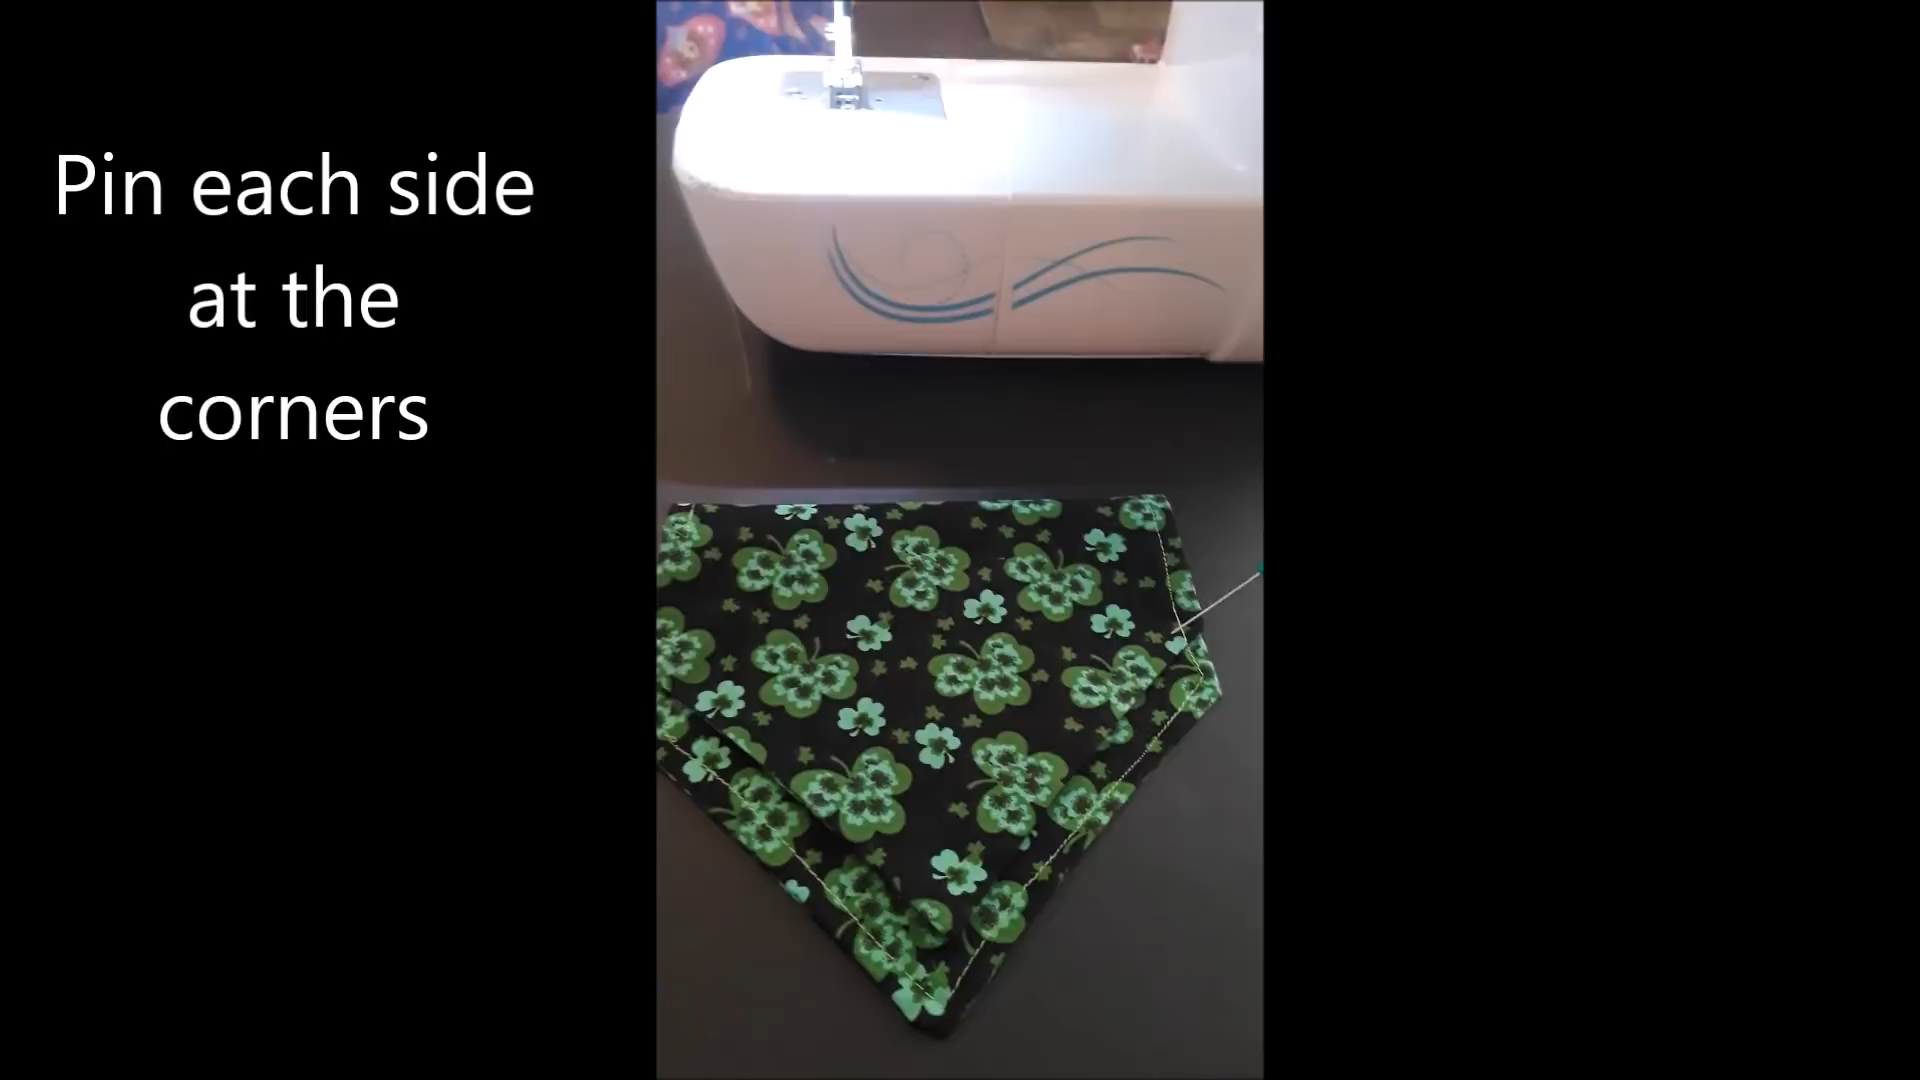 Pin each side
at the
corners